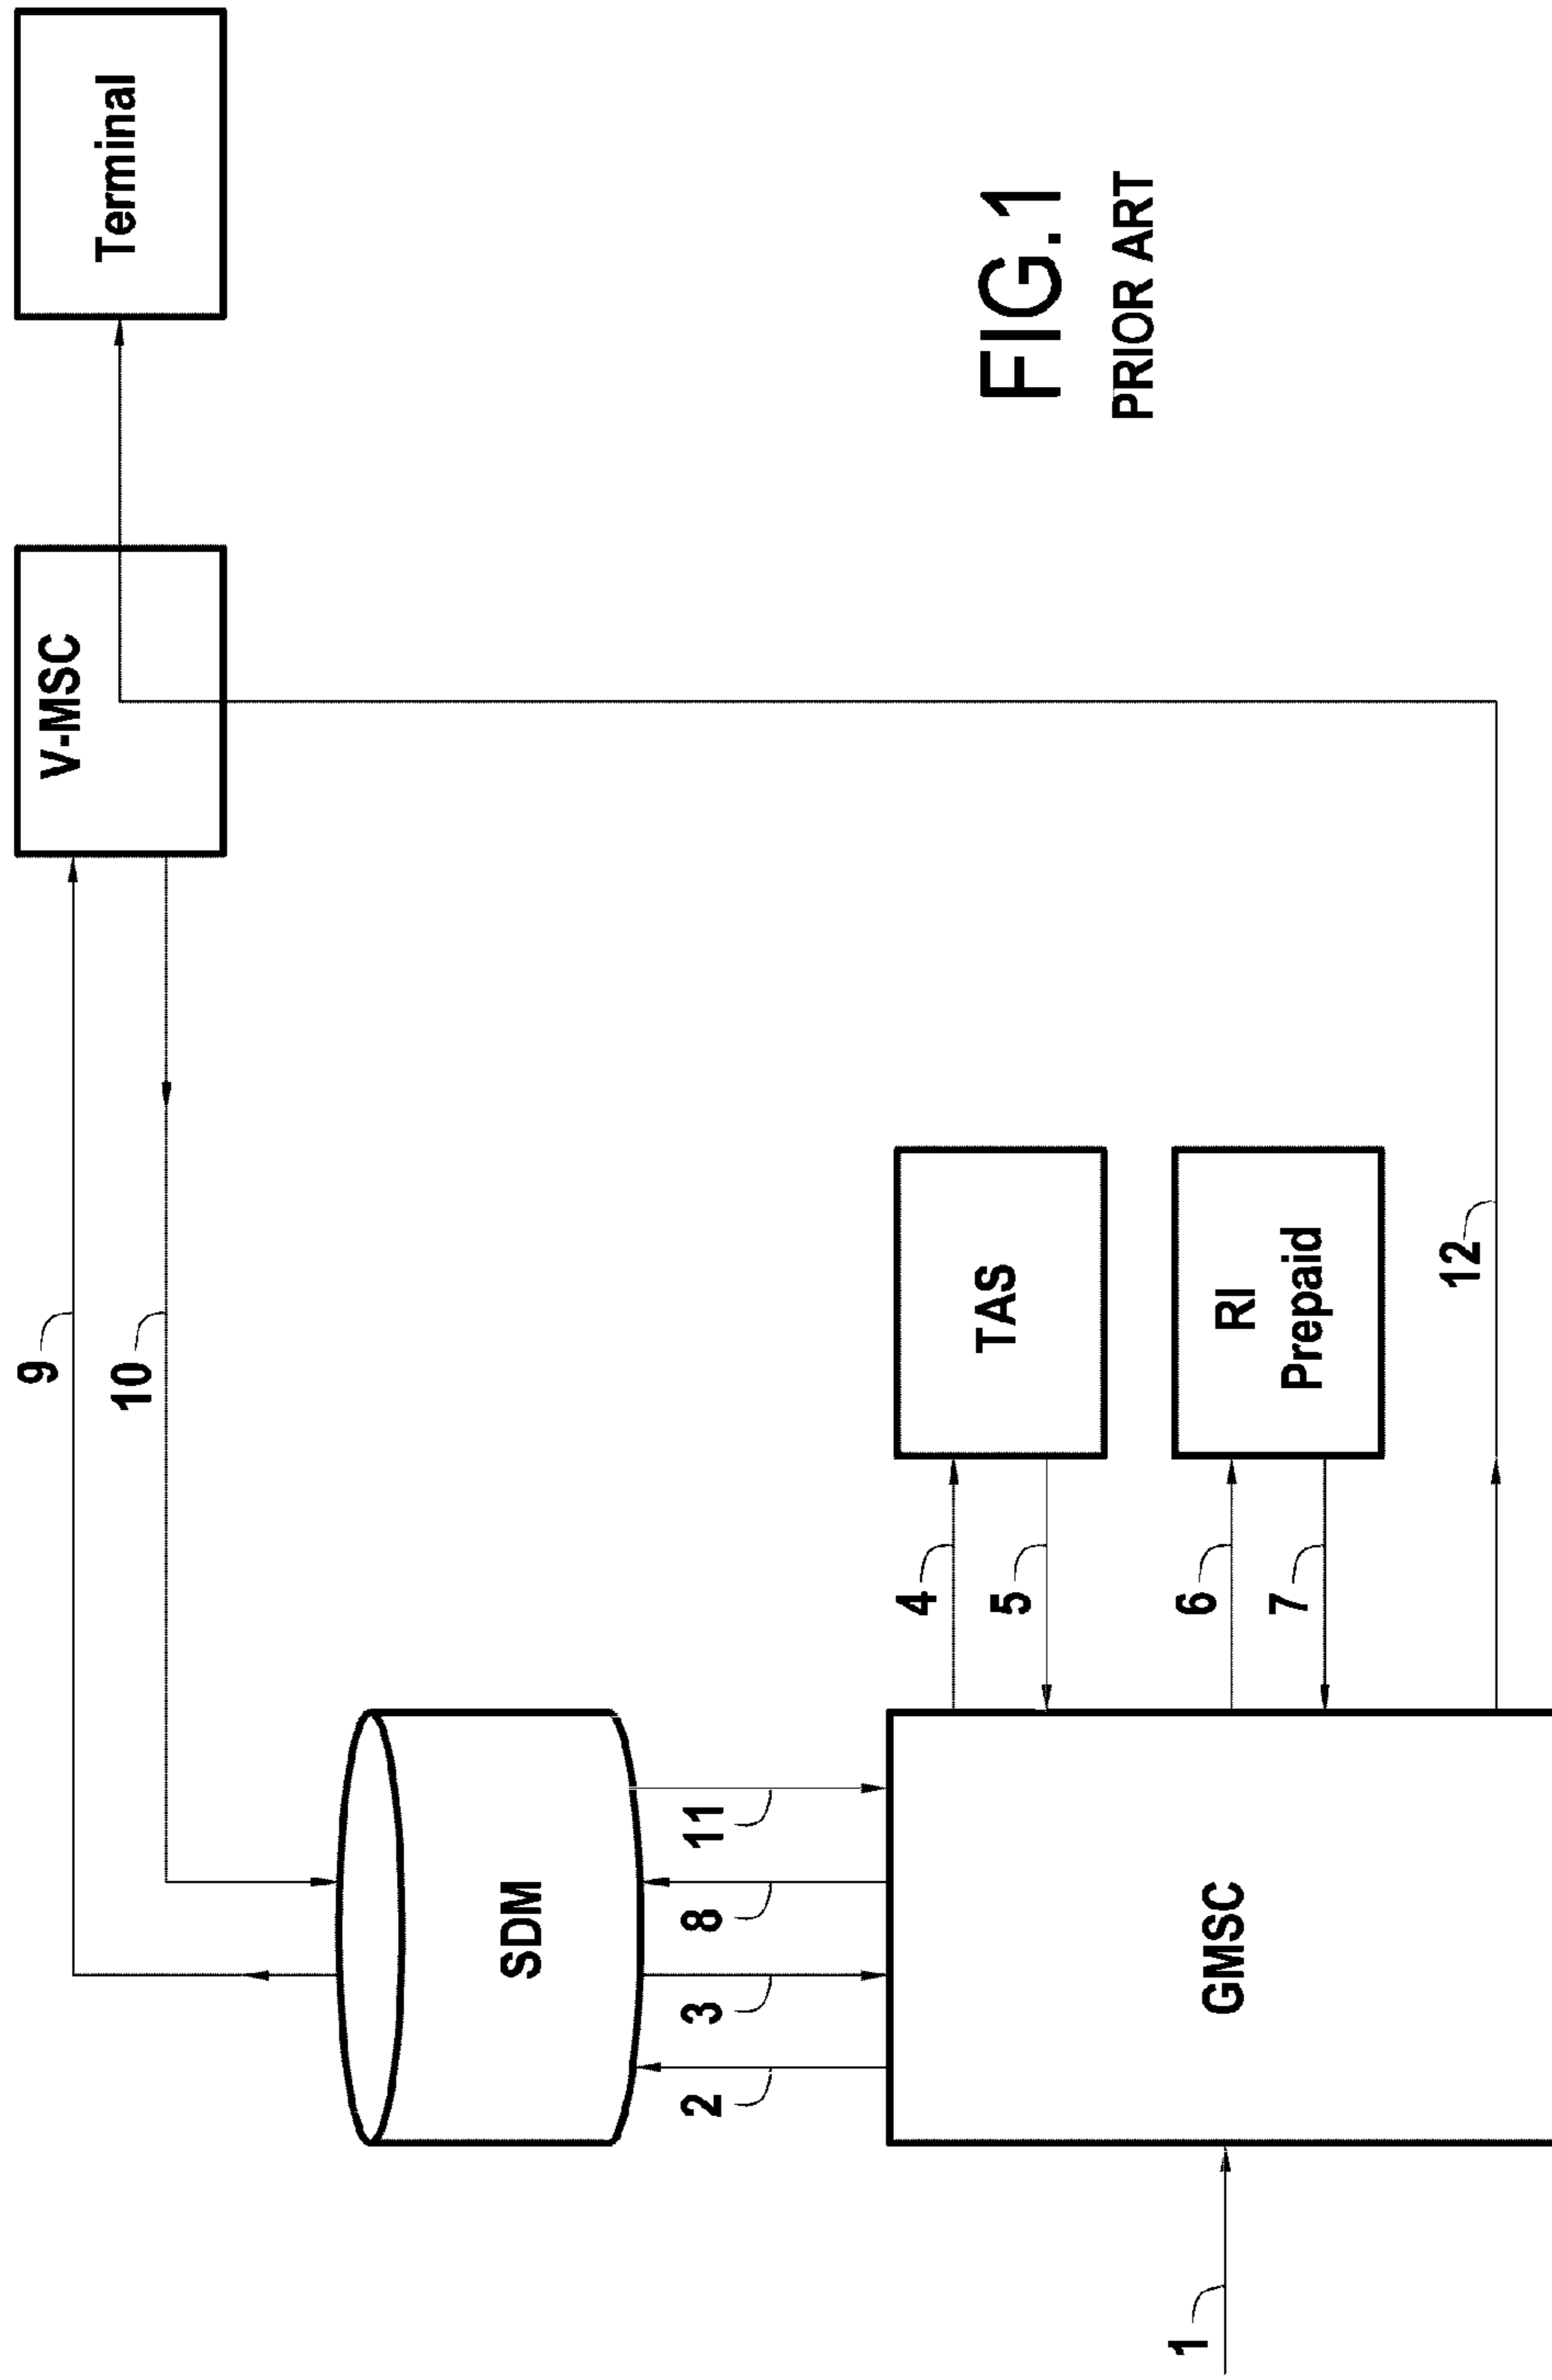 Terminal
V-MSC
9
10
SDM
11
8
3
2
TAS
4
5
RI
Prepaid
6
7
12
GMSC
1
FIG.1
PRIOR ART